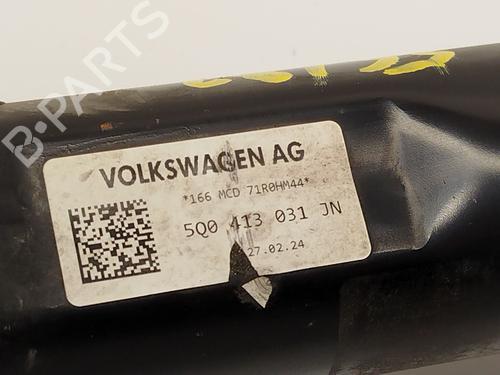 B-PARTS
VOLKSWAGEN AG
*166 MCD 71R0HM44*
5Q0 413 031 JN
27.02.24